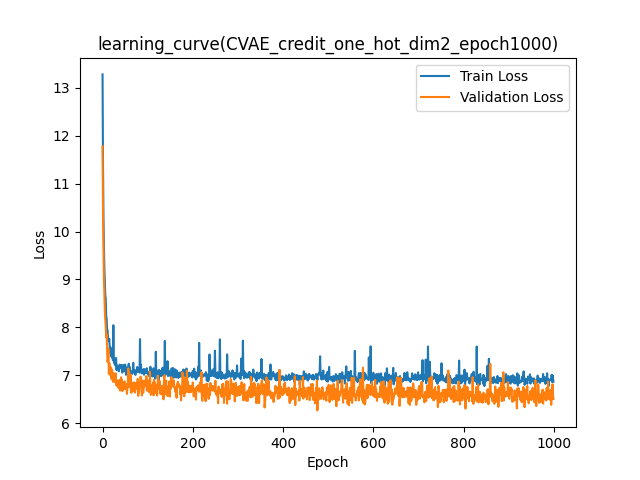 learning_curve(CVAE_credit_one_hot_dim2_epoch1000)
Train Loss
Validation Loss
Loss
13
12
11
10
9
8
7
6
0 200 400 600 800 1000
Epoch